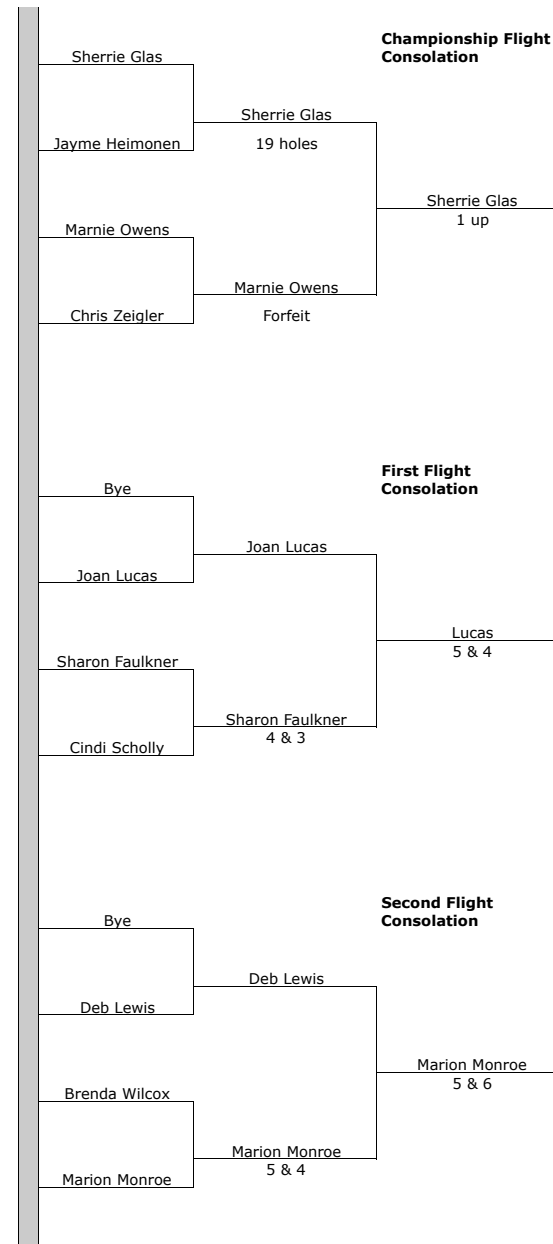 Championship Flight
Consolation
Sherrie Glas
Sherrie Glas
Jayme Heimonen
19 holes
Sherrie Glas
1 up
Marnie Owens
Marnie Owens
Chris Zeigler
Forfeit
First Flight
Consolation
Bye
Joan Lucas
Joan Lucas
Lucas
5 & 4
Sharon Faulkner
Sharon Faulkner
4 & 3
Cindi Scholly
Second Flight
Consolation
Bye
Deb Lewis
Deb Lewis
Marion Monroe
5 & 6
Brenda Wilcox
Marion Monroe
5 & 4
Marion Monroe